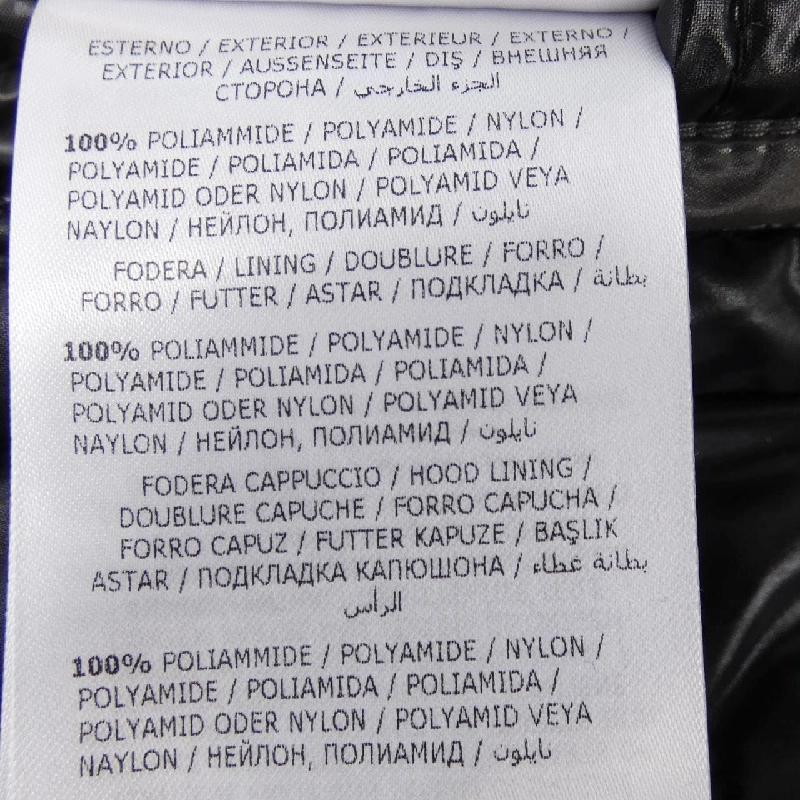 ESTERNO / EXTERIOR / EXTERIEUR / EXTERNO /
EXTERIOR / AUSSENSEITE / DIŞ / ВНЕШНЯЯ
СТОРОНА / الجزء الخارجي
100% POLIAMMIDE / POLYAMIDE / NYLON /
POLYAMIDE / POLIAMIDA / POLIAMIDA /
POLYAMID ODER NYLON / POLYAMID VEYA
NAYLON / НЕЙЛОН, ПОЛИАМИД / نايلون
FODERA / LINING / DOUBLURE / FORRO /
FORRO / FUTTER / ASTAR / ПОДКЛАДКА / بطانة
100% POLIAMMIDE / POLYAMIDE / NYLON /
POLYAMIDE / POLIAMIDA / POLIAMIDA /
POLYAMID ODER NYLON / POLYAMID VEYA
NAYLON / НЕЙЛОН, ПОЛИАМИД / نايلون
FODERA CAPPUCCIO / HOOD LINING /
DOUBLURE CAPUCHE / FORRO CAPUCHA /
FORRO CAPUZ / FUTTER KAPUZE / BAŞLIK
ASTAR / ПОДКЛАДКА КАПЮШОНА / بطانة غطاء
الرأس
100% POLIAMMIDE / POLYAMIDE / NYLON /
POLYAMIDE / POLIAMIDA / POLIAMIDA /
POLYAMID ODER NYLON / POLYAMID VEYA
NAYLON / НЕЙЛОН, ПОЛИАМИД / نايلون